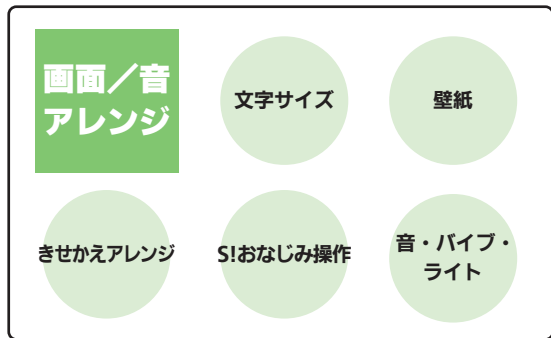 画面／音
アレンジ
文字サイズ
壁紙
きせかえアレンジ
S!おなじみ操作
音・バイブ・
ライト